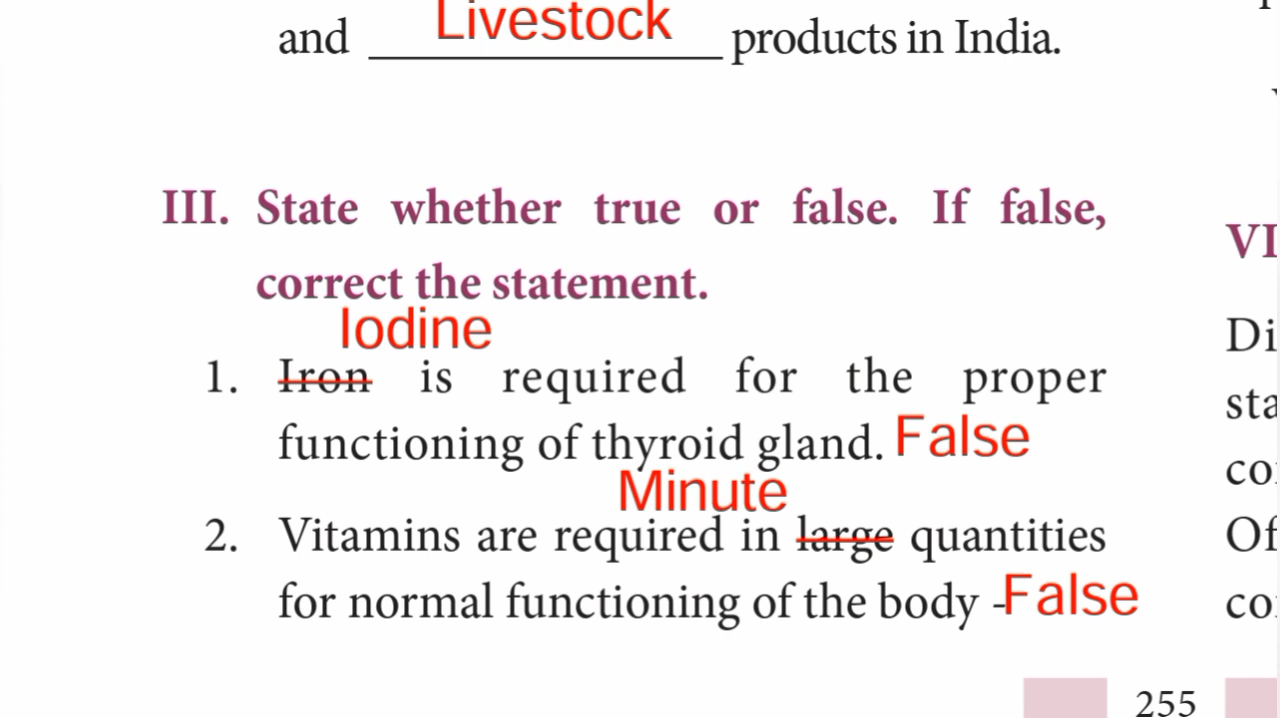 Livestock
and ____________ products in India.
III. State whether true or false. If false,
correct the statement.
Iodine
1. Iron is required for the proper
functioning of thyroid gland. False
Minute
2. Vitamins are required in large quantities
for normal functioning of the body -False
255
VI
Di
sta
co
Of
co